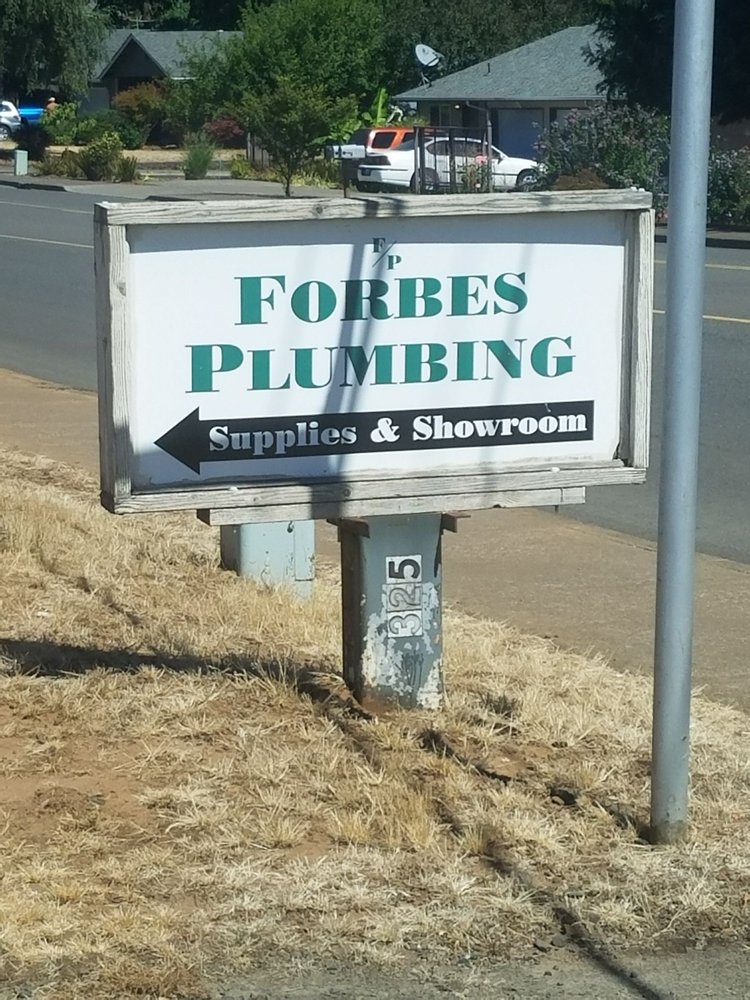 F/P
FORBES
PLUMBING
Supplies & Showroom
325